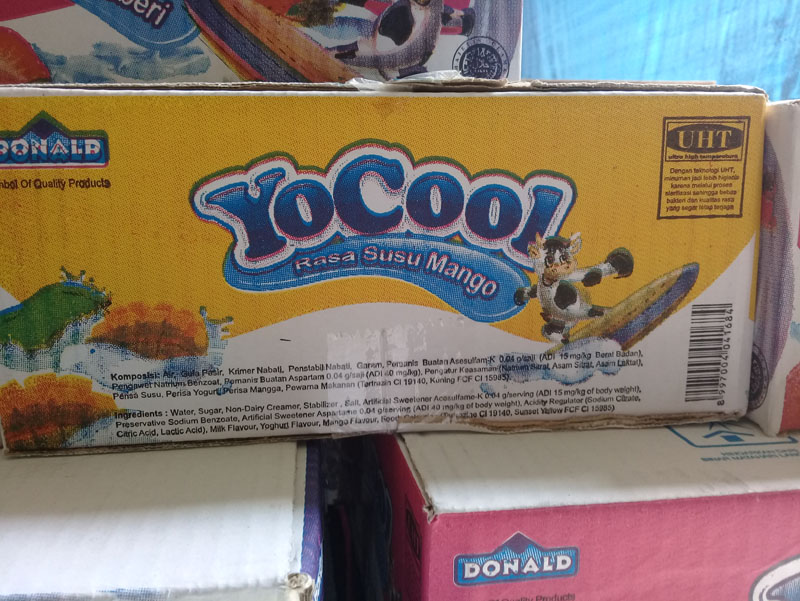 beri
DONALD
mbol Of Quality Products
YoCool
Rasa Susu Mango
UHT
ultra high temperature
Dengan teknologi UHT,
minuman jadi lebih higienis
karena melalui proses
sterilisasi sehingga bebas
bakteri dan kualitas rasa
yang segar tetap terjaga
Komposisi: Air, Gula Pasir, Krimer Nabati, Penstabil Nabati, Garam, Pemanis Buatan Asesulfam-K 0.04 g/saji (ADI 15 mg/kg Berat Badan),
Pengawet Natrium Benzoat, Pemanis Buatan Aspartam 0.04 g/saji (ADI 40 mg/kg), Pengatur Keasaman (Natrium Sitrat, Asam Sitrat, Asam Laktat),
Perisa Susu, Perisa Yogurt, Perisa Mangga, Pewarna Makanan (Tartrazin CI 19140, Kuning FCF CI 15985).
Ingredients : Water, Sugar, Non-Dairy Creamer, Stabilizer, Salt, Artificial Sweetener Acesulfame-K 0.04 g/serving (ADI 15 mg/kg of body weight),
Preservative Sodium Benzoate, Artificial Sweetener Aspartame 0.04 g/serving (ADI 40 mg/kg of body weight), Acidity Regulator (Sodium Citrate,
Citric Acid, Lactic Acid), Milk Flavour, Yoghurt Flavour, Mango Flavour, CI 19140, Sunset Yellow FCF CI 15985)
8997004041684
DONALD
Of Quality Products